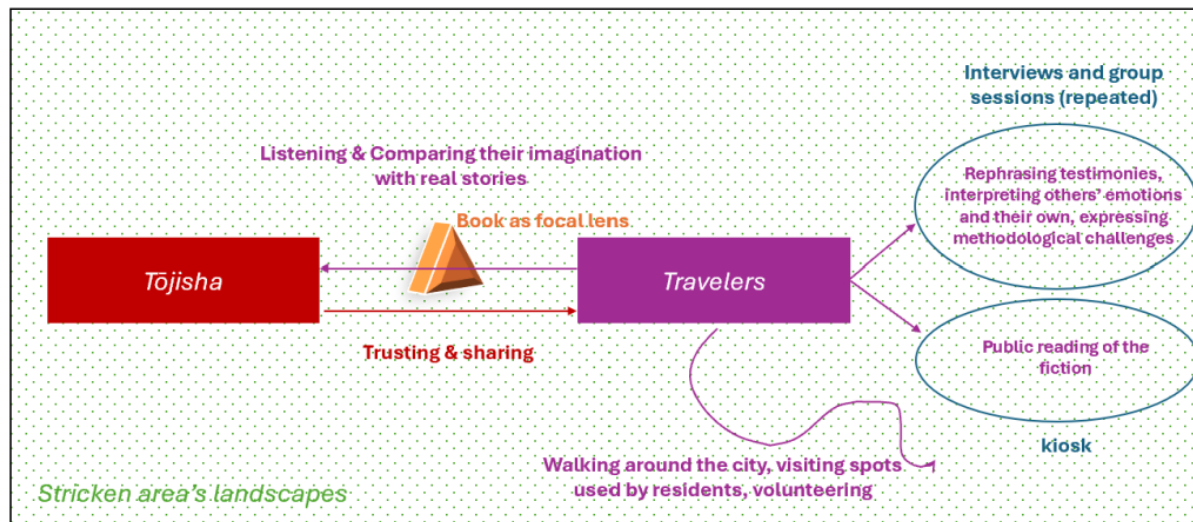 Interviews and group
sessions (repeated)
Rephrasing testimonies,
interpreting others’ emotions
and their own, expressing
methodological challenges
Listening & Comparing their imagination
with real stories
Book as focal lens
Tōjisha
Travelers
Trusting & sharing
Public reading of the
fiction
kiosk
Walking around the city, visiting spots
used by residents, volunteering
Stricken area’s landscapes